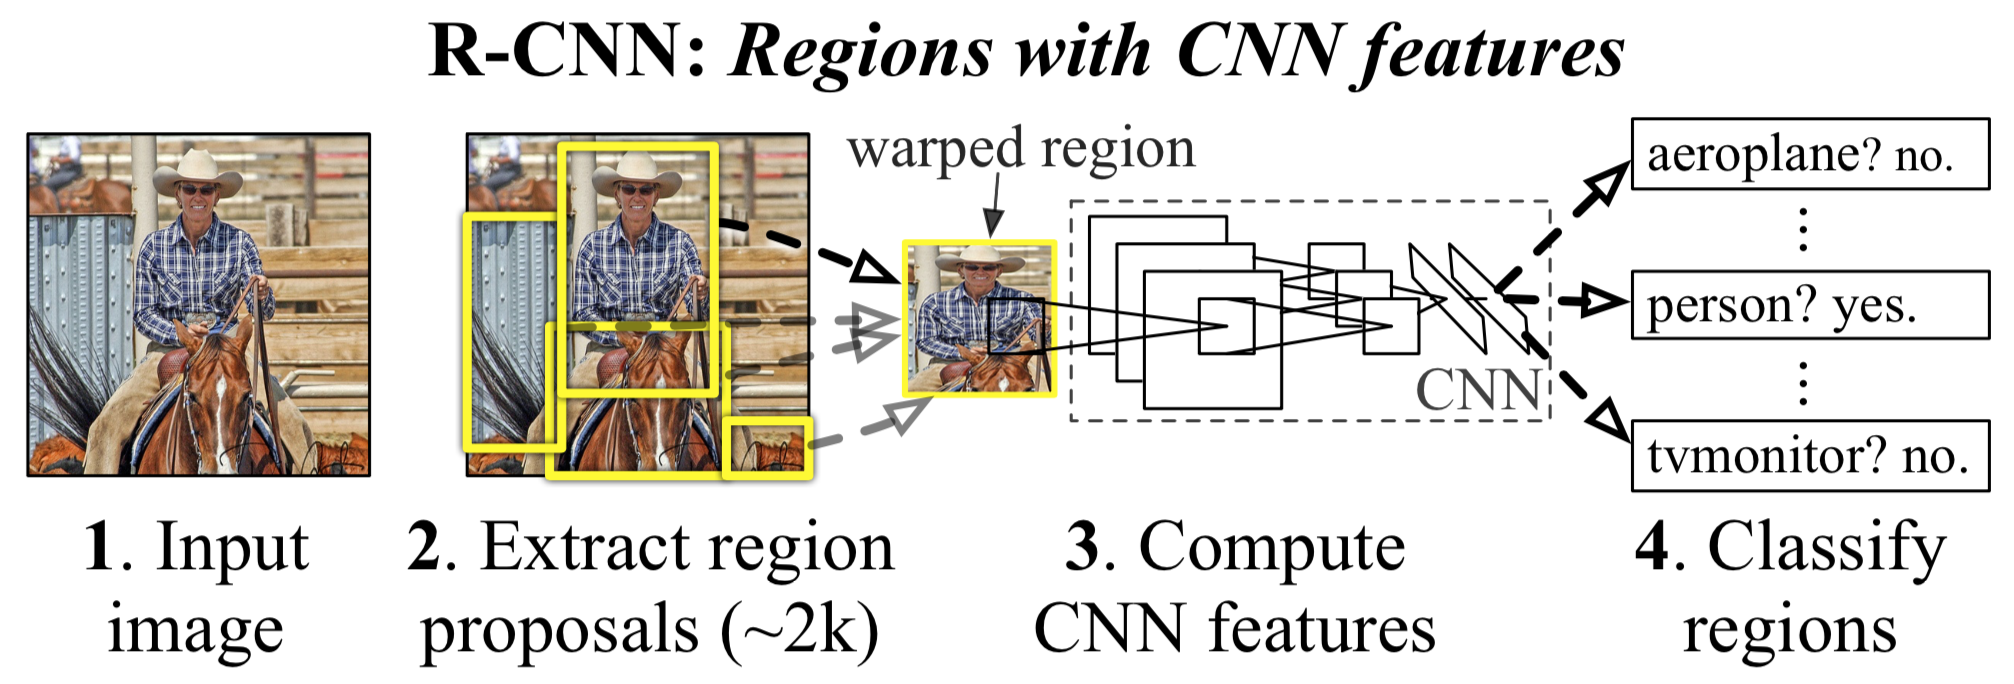 R-CNN: Regions with CNN features
warped region
aeroplane? no.
person? yes.
CNN
tvmonitor? no.
1. Input
image
2. Extract region
proposals (~2k)
3. Compute
CNN features
4. Classify
regions